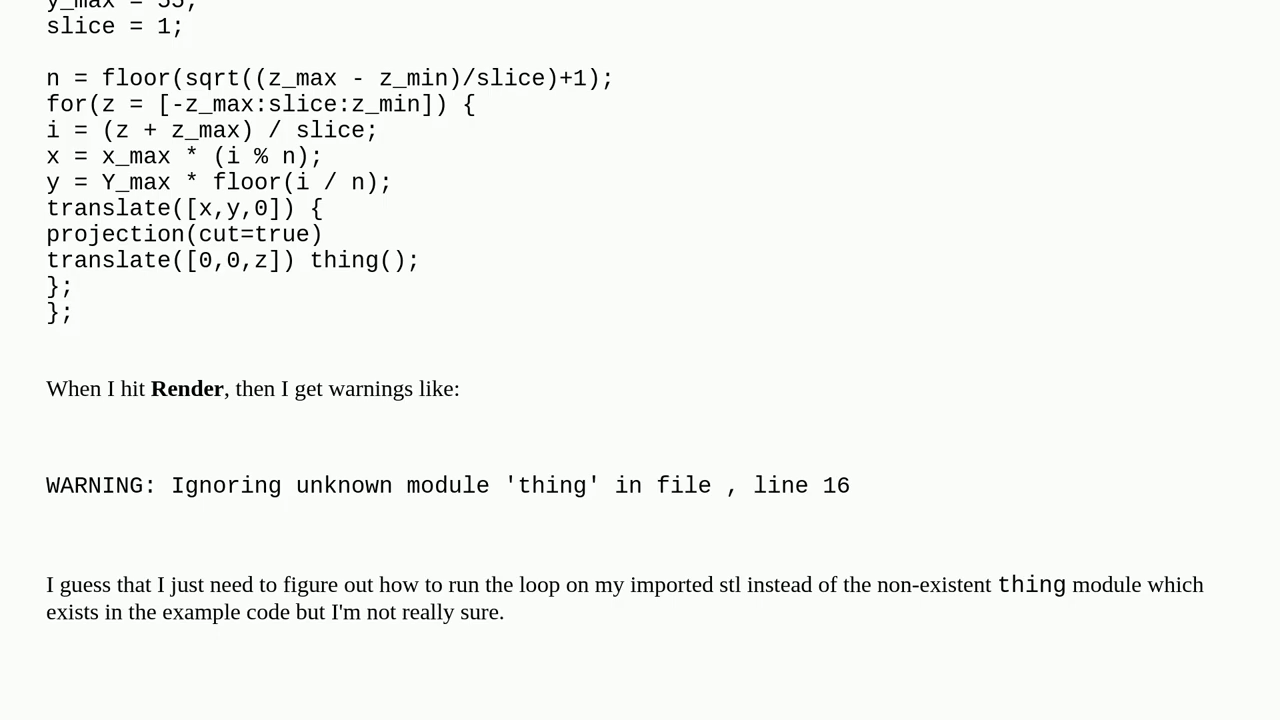 y_max = 55;
slice = 1;
n = floor(sqrt((z_max - z_min)/slice)+1);
for(z = [-z_max:slice:z_min]) {
i = (z + z_max) / slice;
x = x_max * (i % n);
y = Y_max * floor(i / n);
translate([x,y,0]) {
projection(cut=true)
translate([0,0,z]) thing();
};
};
When I hit Render, then I get warnings like:
WARNING: Ignoring unknown module 'thing' in file , line 16
I guess that I just need to figure out how to run the loop on my imported stl instead of the non-existent thing module which
exists in the example code but I'm not really sure.